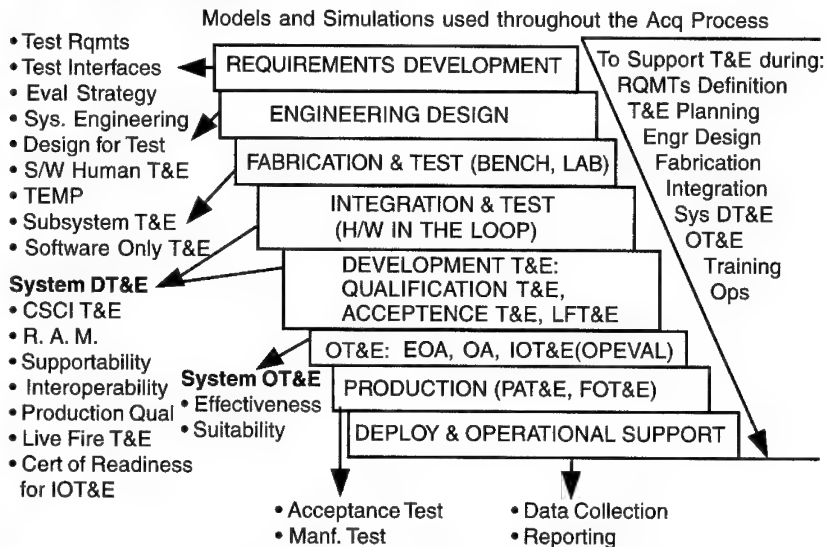 Models and Simulations used throughout the Acq Process
• Test Rqmts
• Test Interfaces
• Eval Strategy
• Sys. Engineering
• Design for Test
• S/W Human T&E
• TEMP
• Subsystem T&E
• Software Only T&E
System DT&E
• CSCI T&E
• R. A. M.
• Supportability
• Interoperability
• Production Qual
• Live Fire T&E
• Cert of Readiness
for IOT&E
REQUIREMENTS DEVELOPMENT
ENGINEERING DESIGN
FABRICATION & TEST (BENCH, LAB)
INTEGRATION & TEST
(H/W IN THE LOOP)
DEVELOPMENT T&E:
QUALIFICATION T&E,
ACCEPTENCE T&E, LFT&E
OT&E: EOA, OA, IOT&E(OPEVAL)
PRODUCTION (PAT&E, FOT&E)
DEPLOY & OPERATIONAL SUPPORT
System OT&E
• Effectiveness
• Suitability
• Acceptance Test
• Manf. Test
• Data Collection
• Reporting
To Support T&E during:
RQMTs Definition
T&E Planning
Engr Design
Fabrication
Integration
Sys DT&E
OT&E
Training
Ops